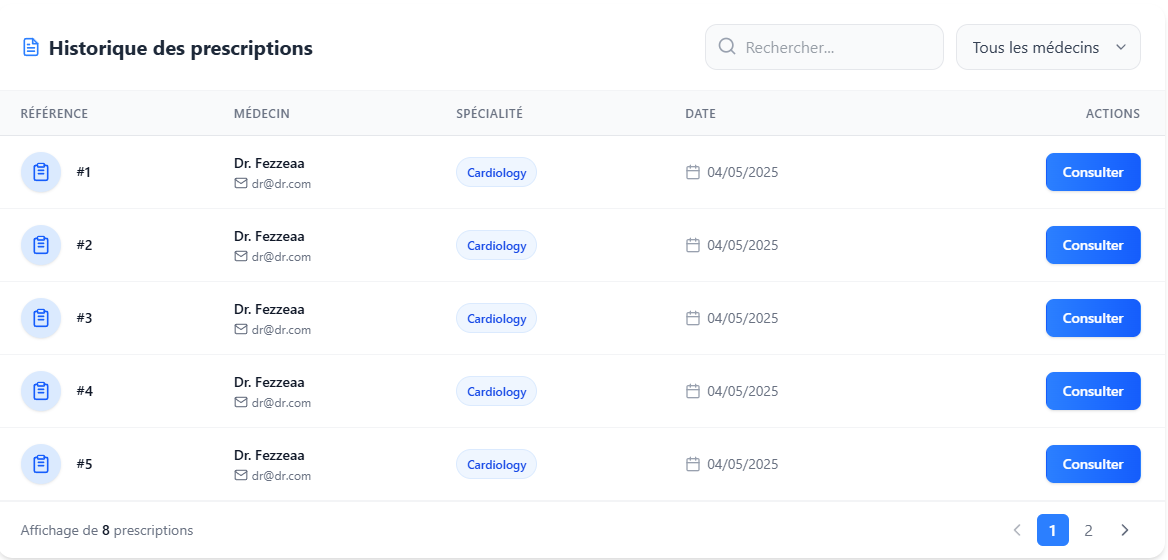 Historique des prescriptions
Rechercher...
Tous les médecins
RÉFÉRENCE MÉDECIN SPÉCIALITÉ DATE ACTIONS
#1 Dr. Fezzeaa Cardiology 04/05/2025 Consulter
dr@dr.com
#2 Dr. Fezzeaa Cardiology 04/05/2025 Consulter
dr@dr.com
#3 Dr. Fezzeaa Cardiology 04/05/2025 Consulter
dr@dr.com
#4 Dr. Fezzeaa Cardiology 04/05/2025 Consulter
dr@dr.com
#5 Dr. Fezzeaa Cardiology 04/05/2025 Consulter
dr@dr.com
Affichage de 8 prescriptions
1 2